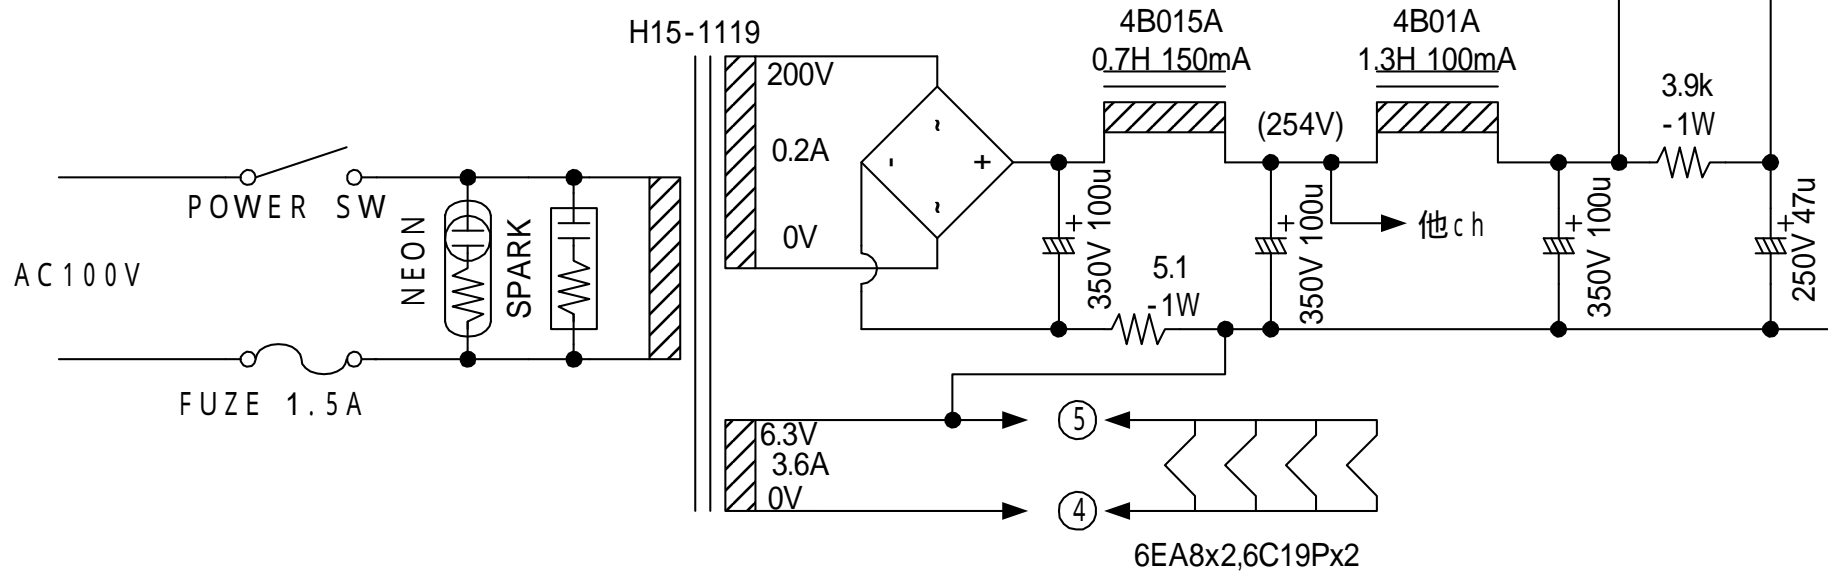 H15-1119
4B015A
0.7H 150mA
4B01A
1.3H 100mA
200V
0.2A
0V
~
~
-
+
(254V)
3.9k
-1W
POWER SW
NEON
SPARK
AC100V
FUZE 1.5A
+
350V 100u
5.1
-1W
+
350V 100u
他ch
+
350V 100u
+
250V 47u
6.3V
3.6A
0V
5
4
6EA8x2,6C19Px2